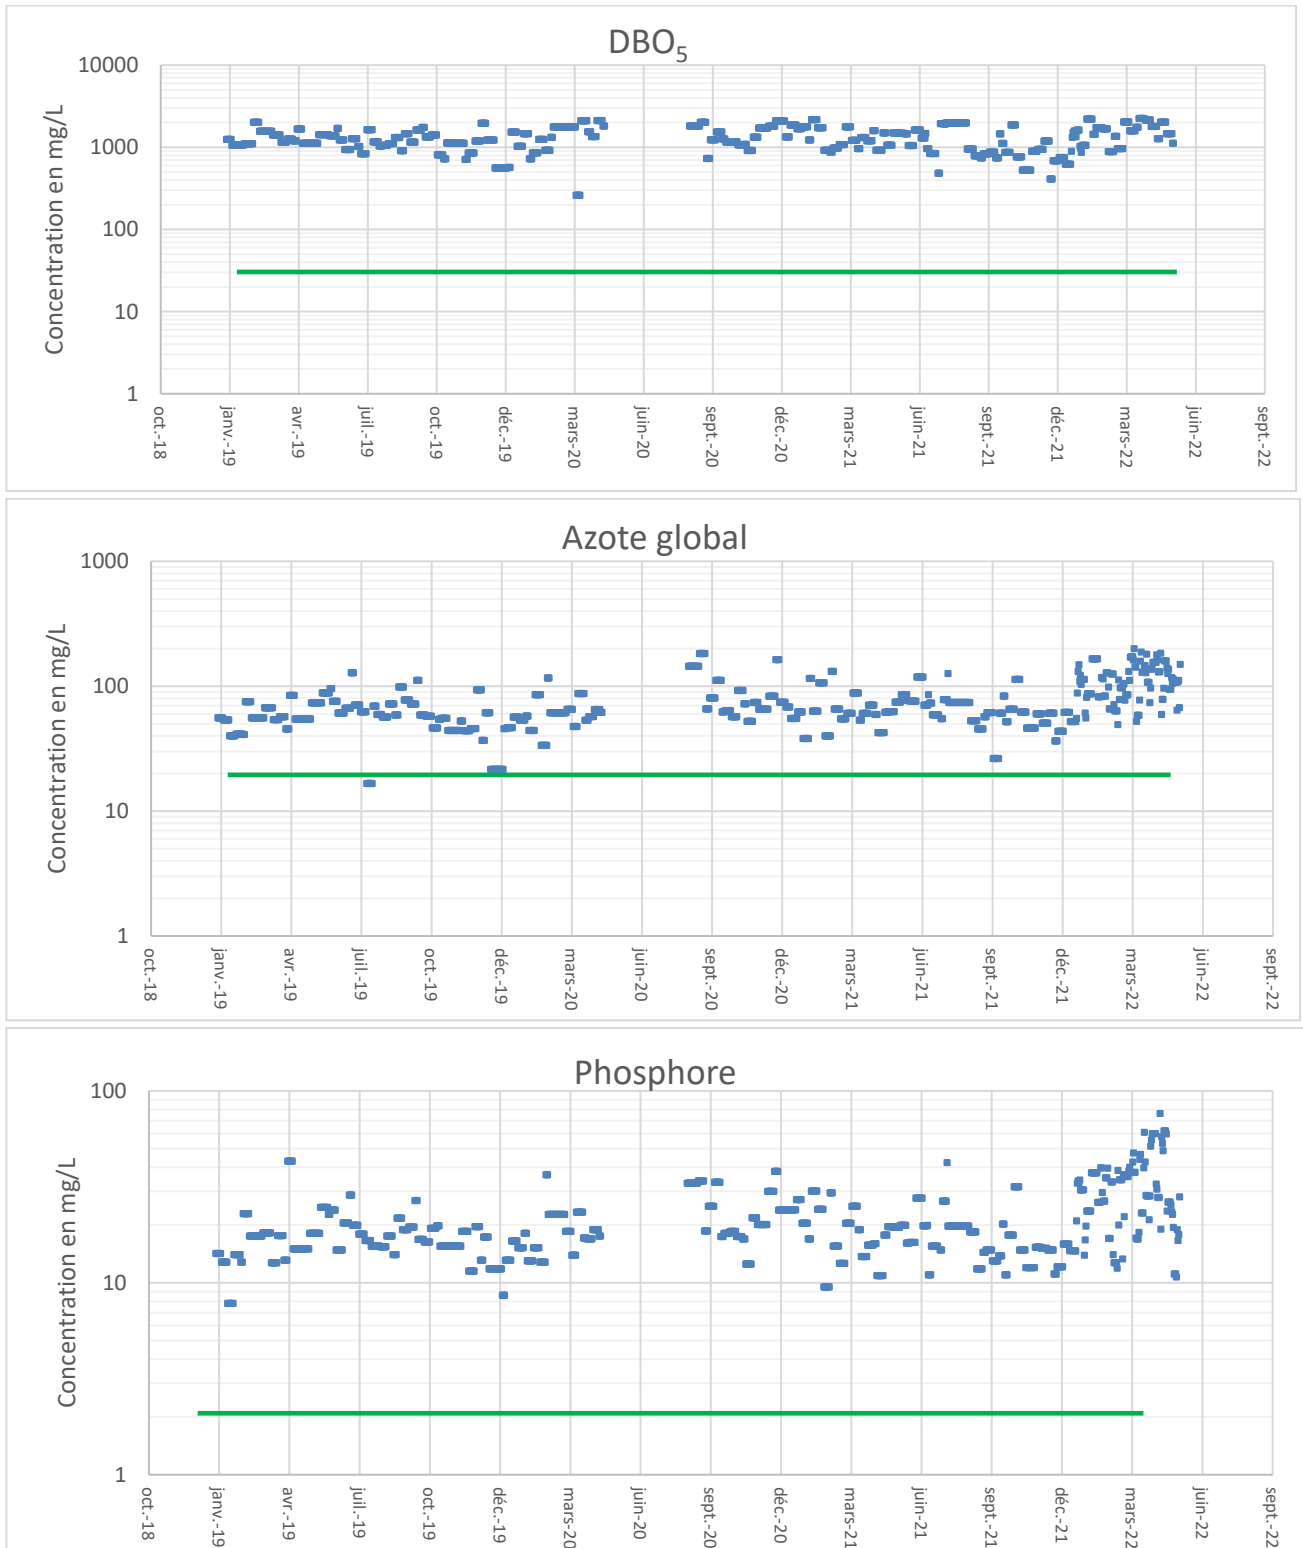 DBO5
Concentration en mg/L
10000
1000
100
10
1
oct.-18
janv.-19
avr.-19
juil.-19
oct.-19
déc.-19
mars-20
juin-20
sept.-20
déc.-20
mars-21
juin-21
sept.-21
déc.-21
mars-22
juin-22
sept.-22
Azote global
Concentration en mg/L
1000
100
10
1
oct.-18
janv.-19
avr.-19
juil.-19
oct.-19
déc.-19
mars-20
juin-20
sept.-20
déc.-20
mars-21
juin-21
sept.-21
déc.-21
mars-22
juin-22
sept.-22
Phosphore
Concentration en mg/L
100
10
1
oct.-18
janv.-19
avr.-19
juil.-19
oct.-19
déc.-19
mars-20
juin-20
sept.-20
déc.-20
mars-21
juin-21
sept.-21
déc.-21
mars-22
juin-22
sept.-22